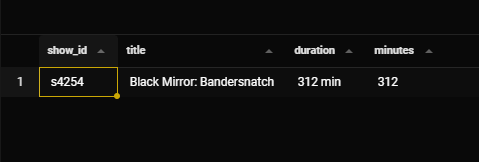 show_id title duration minutes
1 s4254 Black Mirror: Bandersnatch 312 min 312